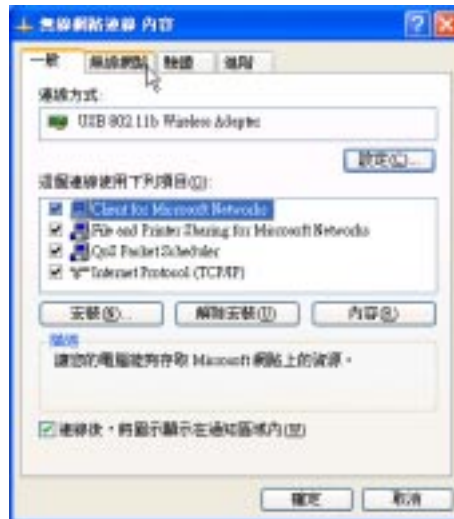 無線網路連線 內容
一般 無線網路 驗證 進階
連線方式:
USB 802.11b Wireless Adapter
設定(C)...
這個連線使用下列項目(O):
Client for Microsoft Networks
File and Printer Sharing for Microsoft Networks
QoS Packet Scheduler
Internet Protocol (TCP/IP)
安裝(N)... 解除安裝(U) 內容(R)
描述
讓您的電腦能夠存取 Microsoft 網路上的資源。
連線後,將圖示顯示在通知區域內(W)
確定 取消